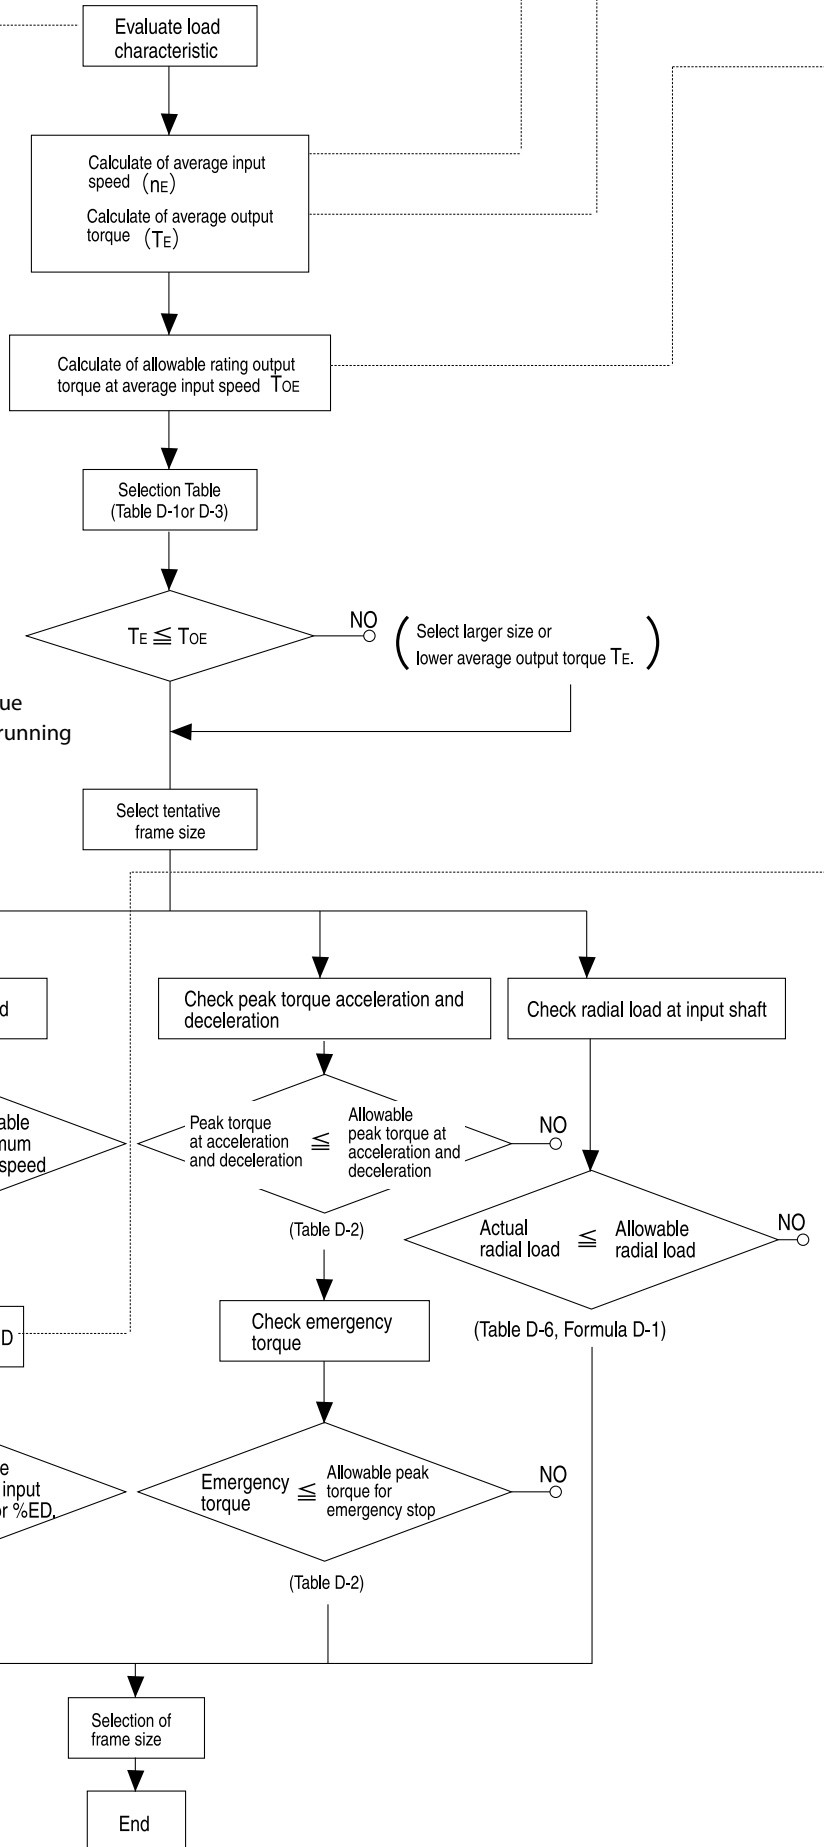 Evaluate load
characteristic
Calculate of average input
speed (nE)
Calculate of average output
torque (TE)
Calculate of allowable rating output
torque at average input speed TOE
Selection Table
(Table D-1or D-3)
TE ≦ TOE
NO
(Select larger size or
lower average output torque TE.)
ue
running
Select tentative
frame size
d
Check peak torque acceleration and
deceleration
Check radial load at input shaft
able
mum
speed
Peak torque
at acceleration
and deceleration
≦
Allowable
peak torque at
acceleration and
deceleration
NO
(Table D-2)
Actual
radial load
≦
Allowable
radial load
NO
(Table D-6, Formula D-1)
D
Check emergency
torque
e
input
or %ED.
Emergency
torque
≦
Allowable peak
torque for
emergency stop
NO
(Table D-2)
Selection of
frame size
End